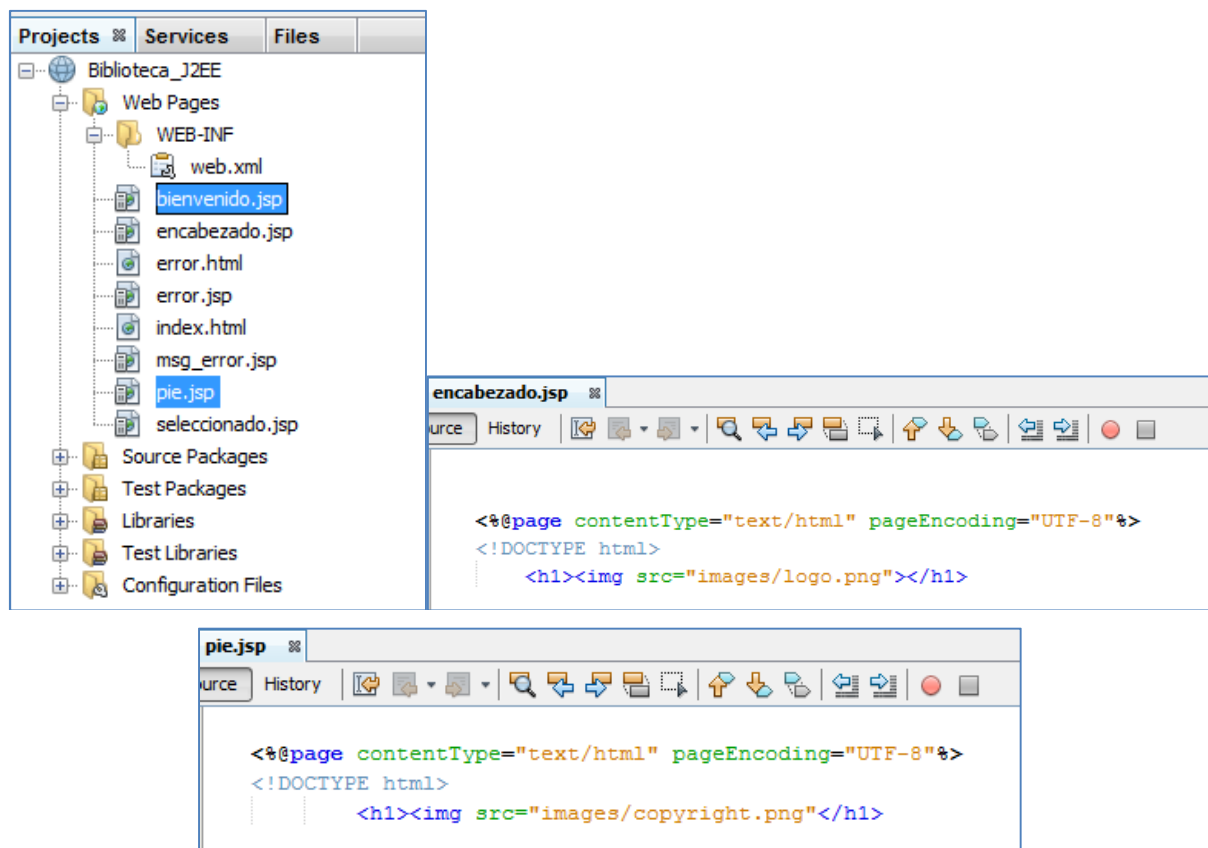 Projects Services Files
Biblioteca_J2EE
Web Pages
WEB-INF
web.xml
bienvenido.jsp
encabezado.jsp
error.html
error.jsp
index.html
msg_error.jsp
pie.jsp
seleccionado.jsp
Source Packages
Test Packages
Libraries
Test Libraries
Configuration Files
encabezado.jsp
urce History
<%@page contentType="text/html" pageEncoding="UTF-8"%>
<!DOCTYPE html>
<h1><img src="images/logo.png"></h1>
pie.jsp
urce History
<%@page contentType="text/html" pageEncoding="UTF-8"%>
<!DOCTYPE html>
<h1><img src="images/copyright.png"</h1>